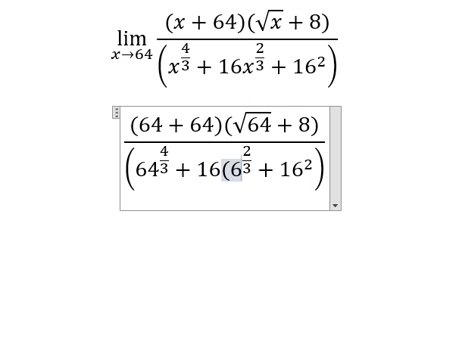 lim x→64 (x + 64)(√x + 8) / (x^(4/3) + 16x^(2/3) + 16²)
(64 + 64)(√64 + 8) / (64^(4/3) + 16(6^(2/3) + 16²)